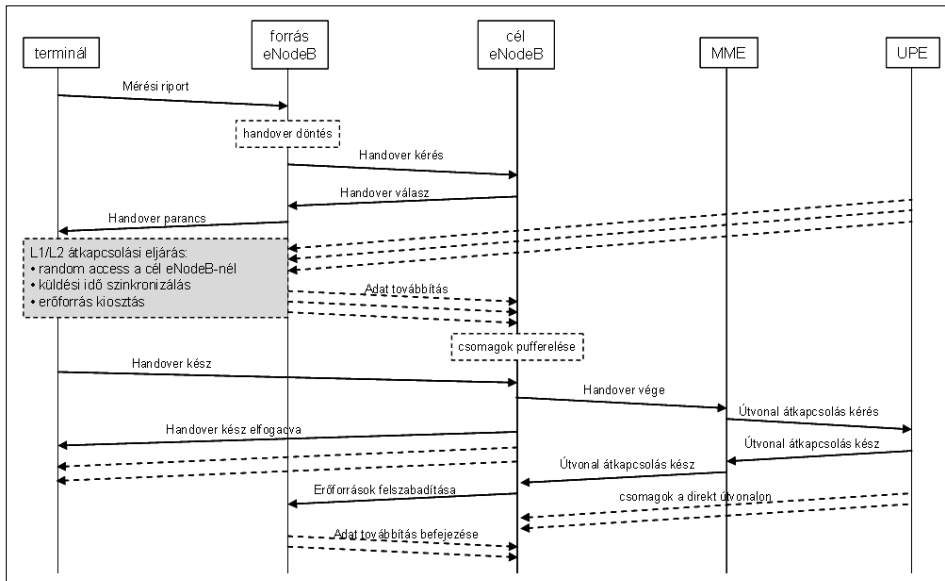 terminál
forrás
eNodeB
cél
eNodeB
MME
UPE
Mérési riport
handover döntés
Handover kérés
Handover válasz
Handover parancs
L1/L2 átkapcsolási eljárás:
• random access a cél eNodeB-nél
• küldési idő szinkronizálás
• erőforrás kiosztás
Adat továbbítás
csomagok pufferelése
Handover kész
Handover vége
Útvonal átkapcsolás kérés
Handover kész elfogadva
Útvonal átkapcsolás kész
Útvonal átkapcsolás kész
Erőforrások felszabadítása
csomagok a direkt útvonalon
Adat továbbítás befejezése